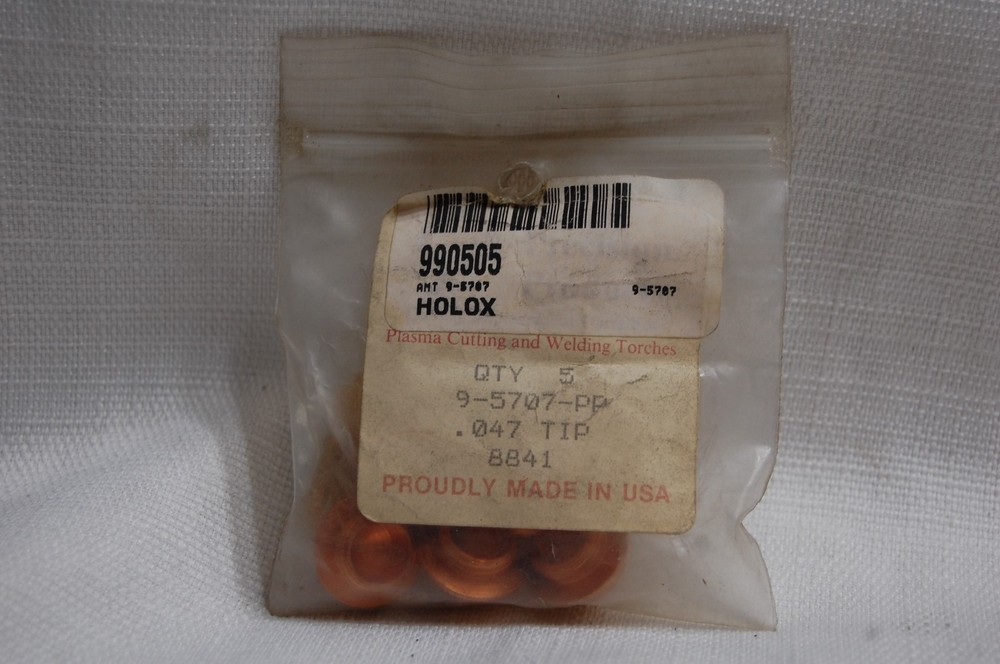 990505
AMT 9-5707 9-5707
HOLOX
Plasma Cutting and Welding Torches
QTY 5
9-5707-PP
.047 TIP
8841
PROUDLY MADE IN USA